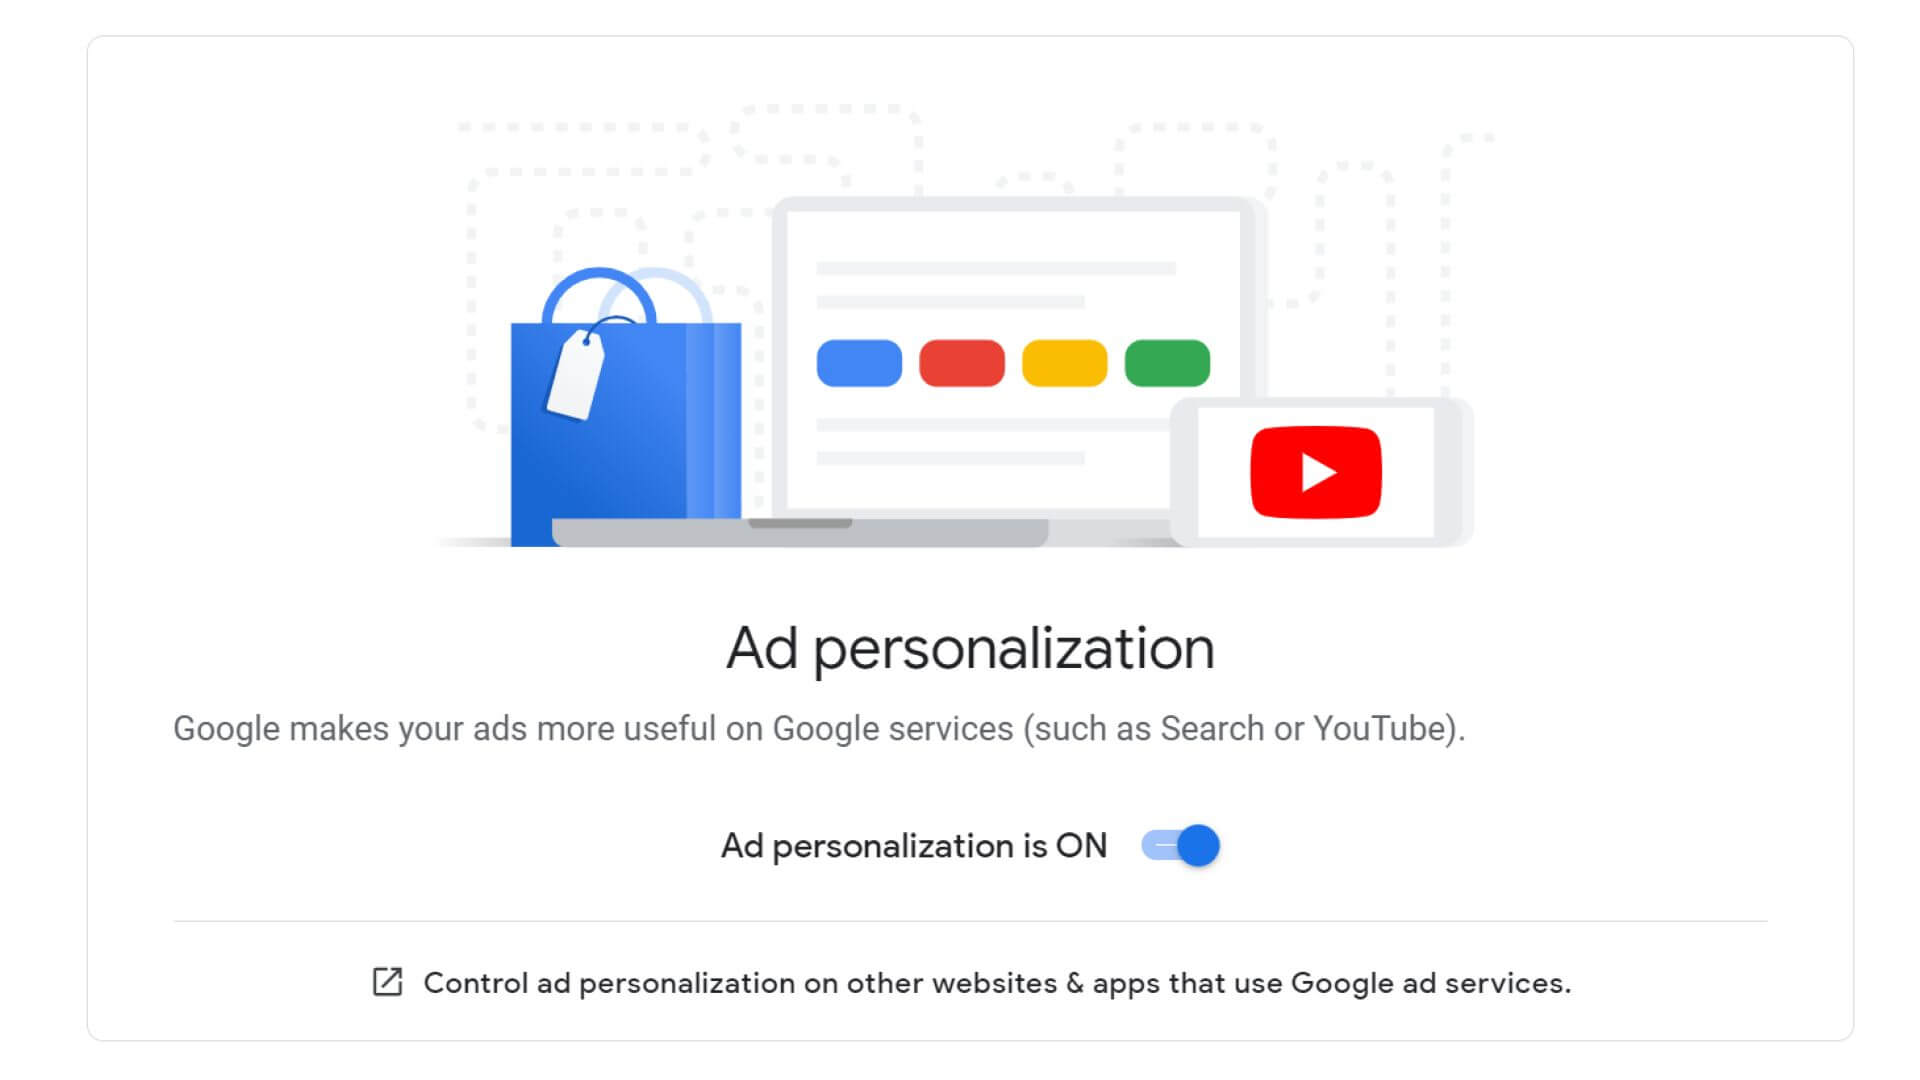 Ad personalization
Google makes your ads more useful on Google services (such as Search or YouTube).
Ad personalization is ON
Control ad personalization on other websites & apps that use Google ad services.